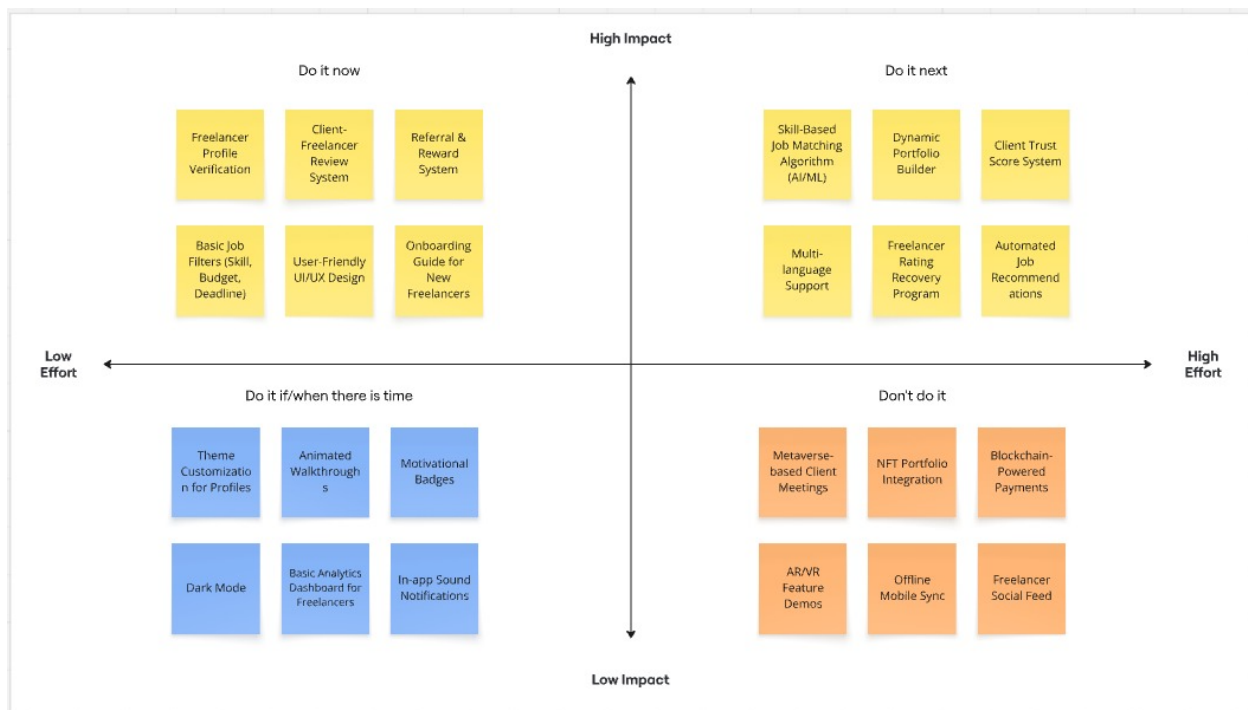 High Impact
Do it now
Do it next
Freelancer
Profile
Verification
Client-
Freelancer
Review
System
Referral &
Reward
System
Skill-Based
Job Matching
Algorithm
(AI/ML)
Dynamic
Portfolio
Builder
Client Trust
Score System
Basic Job
Filters (Skill,
Budget,
Deadline)
User-Friendly
UI/UX Design
Onboarding
Guide for
New
Freelancers
Multi-
language
Support
Freelancer
Rating
Recovery
Program
Automated
Job
Recommend
ations
Low
Effort
High
Effort
Do it if/when there is time
Don't do it
Theme
Customizatio
n for Profiles
Animated
Walkthrough
s
Motivational
Badges
Metaverse-
based Client
Meetings
NFT Portfolio
Integration
Blockchain-
Powered
Payments
Dark Mode
Basic Analytics
Dashboard for
Freelancers
In-app Sound
Notifications
AR/VR
Feature
Demos
Offline
Mobile Sync
Freelancer
Social Feed
Low Impact